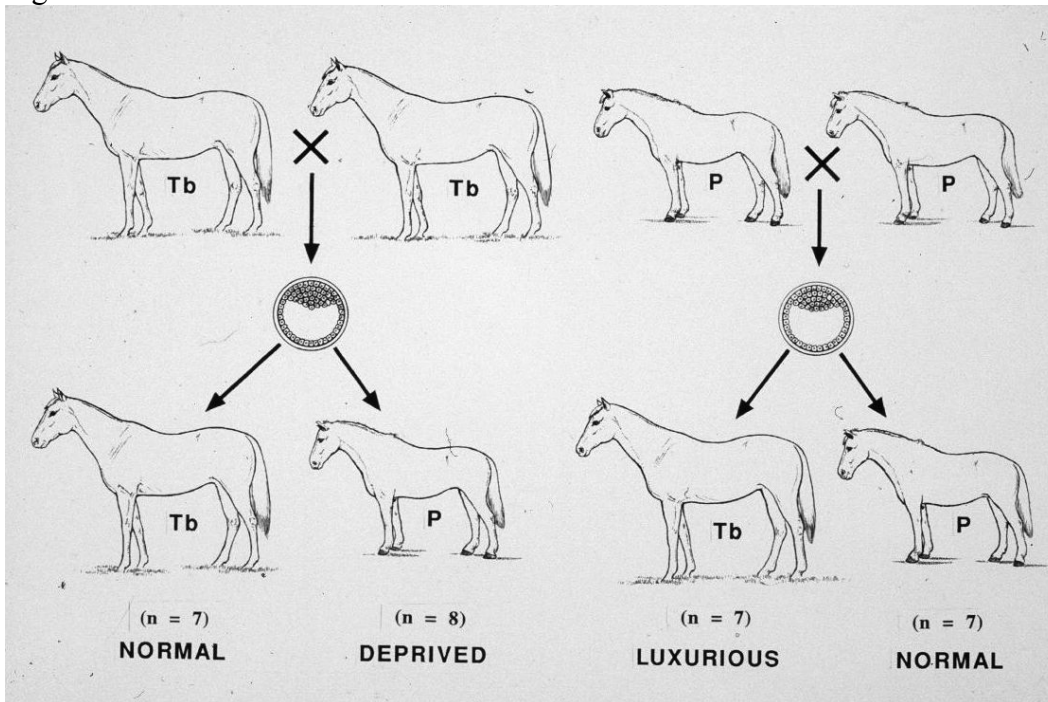 Tb Tb P P
Tb P Tb P
(n = 7) (n = 8) (n = 7) (n = 7)
NORMAL DEPRIVED LUXURIOUS NORMAL